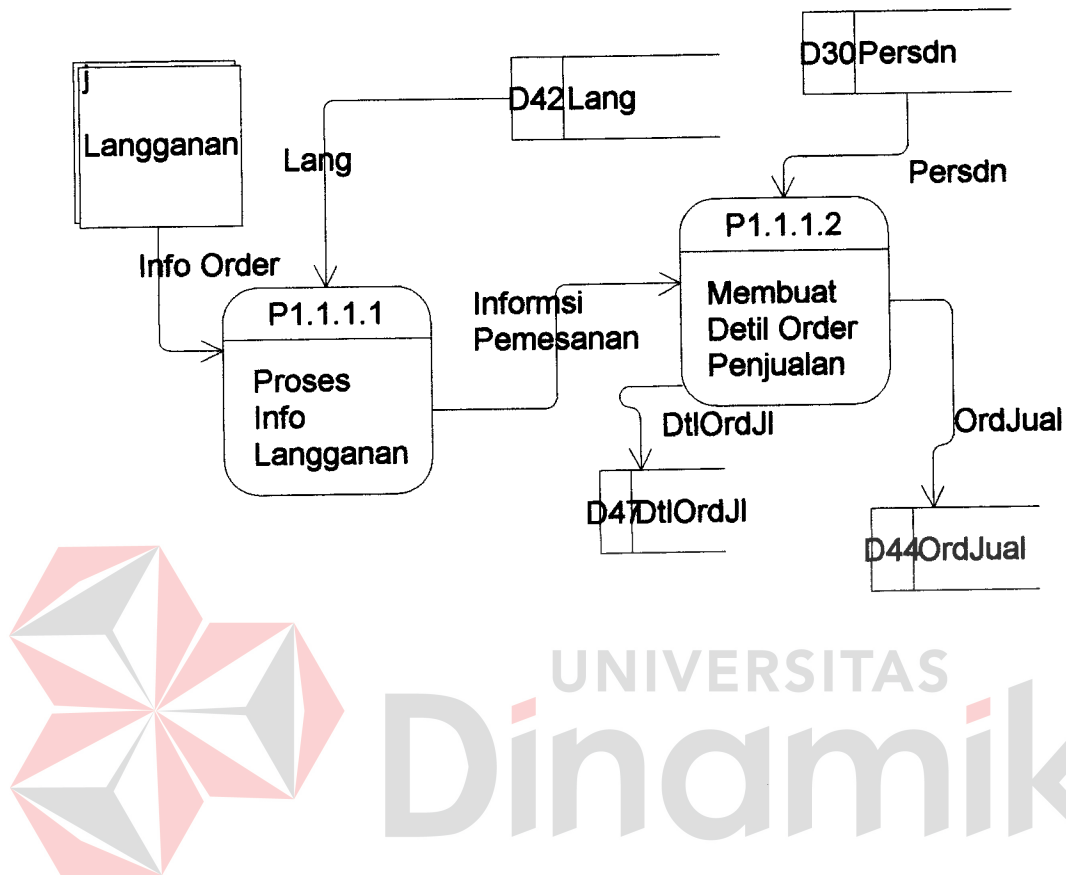 j
Langganan
D42 Lang
D30 Persdn
Lang
Persdn
Info Order
P1.1.1.1
Proses
Info
Langganan
Informsi
Pemesanan
P1.1.1.2
Membuat
Detil Order
Penjualan
DtlOrdJl
OrdJual
D47 DtlOrdJl
D44 OrdJual
UNIVERSITAS
Dinamik